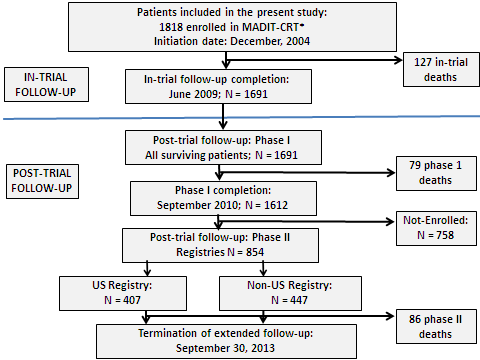 Patients included in the present study:
1818 enrolled in MADIT-CRT*
Initiation date: December, 2004
127 in-trial
deaths
IN-TRIAL
FOLLOW-UP
In-trial follow-up completion:
June 2009; N = 1691
Post-trial follow-up: Phase I
All surviving patients; N = 1691
POST-TRIAL
FOLLOW-UP
79 phase 1
deaths
Phase I completion:
September 2010; N = 1612
Not-Enrolled:
N = 758
Post-trial follow-up: Phase II
Registries N = 854
US Registry:
N = 407
Non-US Registry:
N = 447
86 phase II
deaths
Termination of extended follow-up:
September 30, 2013